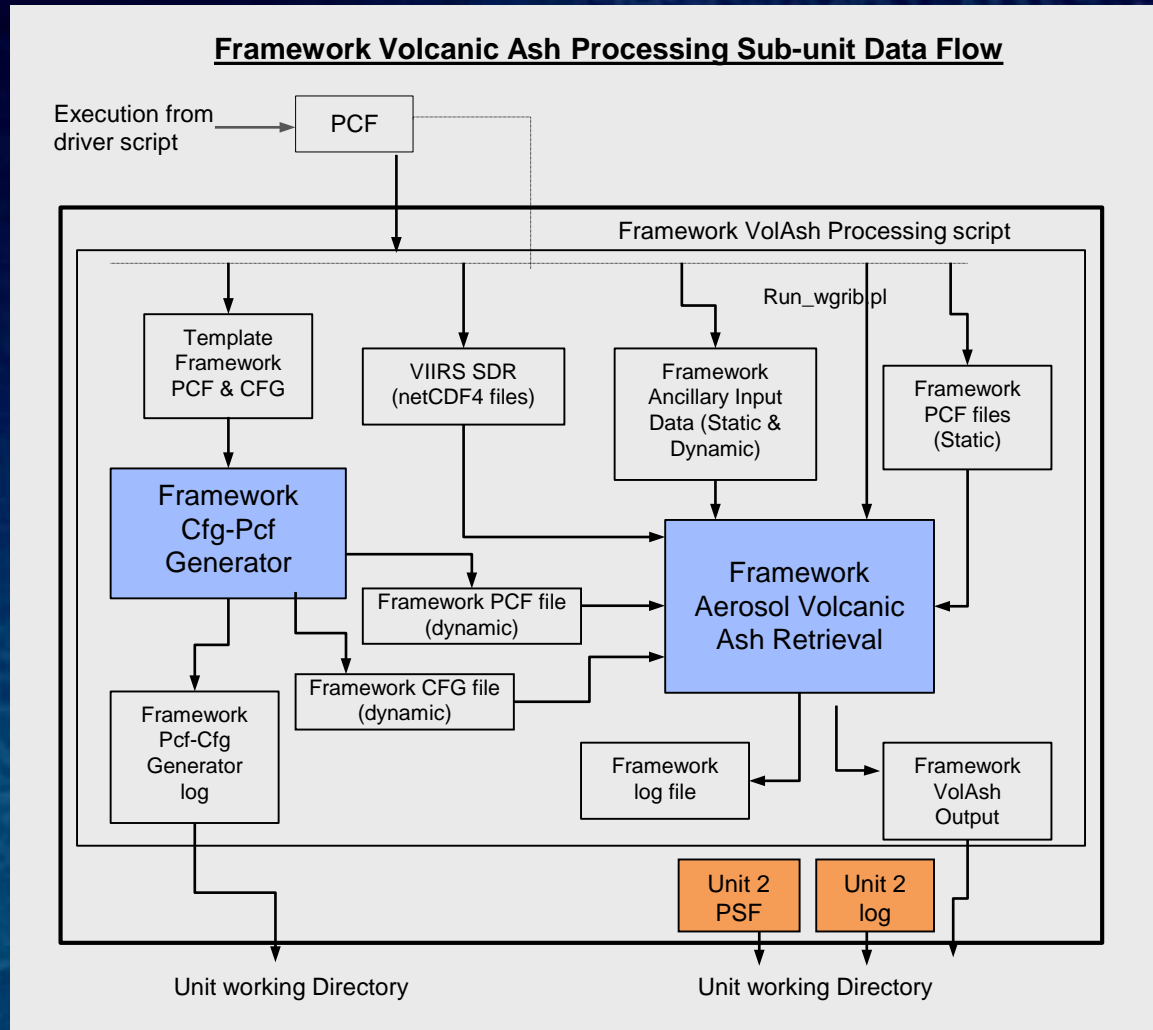 Framework Volcanic Ash Processing Sub-unit Data Flow
Execution from
driver script
PCF
Framework VolAsh Processing script
Run_wgrib.pl
Template
Framework
PCF & CFG
VIIRS SDR
(netCDF4 files)
Framework
Ancillary Input
Data (Static &
Dynamic)
Framework
PCF files
(Static)
Framework
Cfg-Pcf
Generator
Framework PCF file
(dynamic)
Framework
Aerosol Volcanic
Ash Retrieval
Framework CFG file
(dynamic)
Framework
Pcf-Cfg
Generator
log
Framework
log file
Framework
VolAsh
Output
Unit 2
PSF
Unit 2
log
Unit working Directory
Unit working Directory